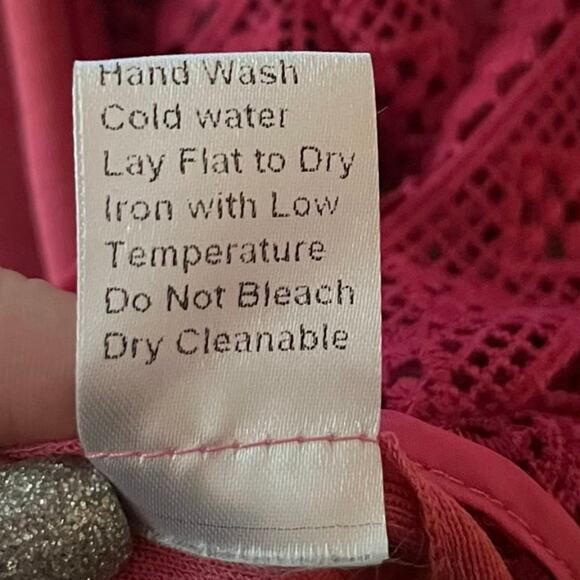 Hand Wash
Cold water
Lay Flat to Dry
Iron with Low
Temperature
Do Not Bleach
Dry Cleanable